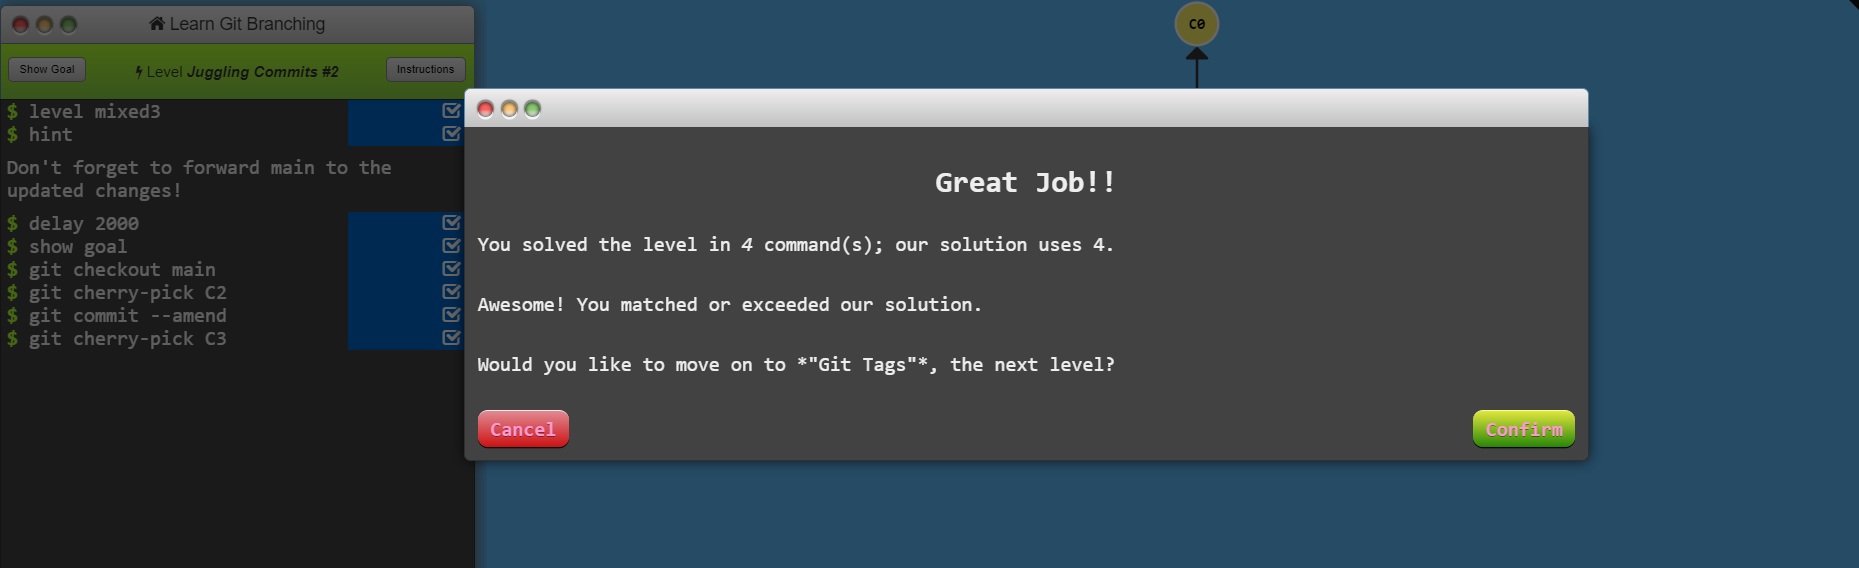 Learn Git Branching
Show Goal
Level Juggling Commits #2
Instructions
$ level mixed3
$ hint
Don't forget to forward main to the
updated changes!
$ delay 2000
$ show goal
$ git checkout main
$ git cherry-pick C2
$ git commit --amend
$ git cherry-pick C3
C0
Great Job!!
You solved the level in 4 command(s); our solution uses 4.
Awesome! You matched or exceeded our solution.
Would you like to move on to *"Git Tags"*, the next level?
Cancel
Confirm